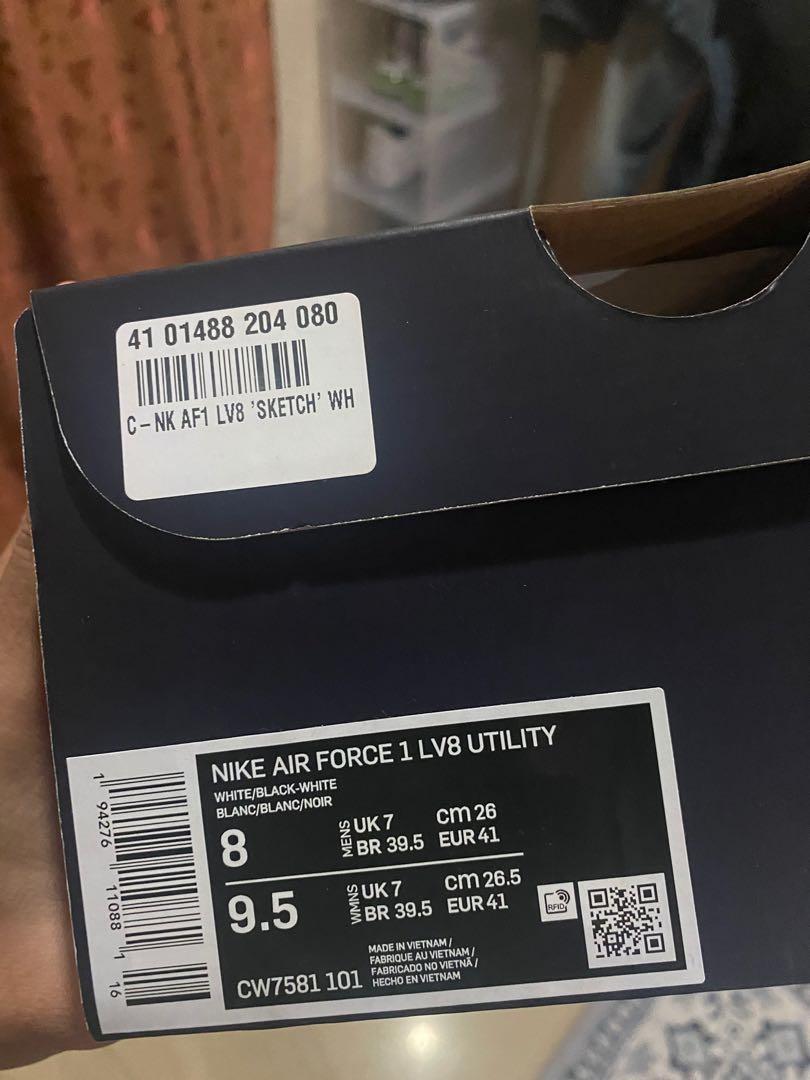 41 01488 204 080
C-NK AF1 LV8 'SKETCH' WH
NIKE AIR FORCE 1 LV8 UTILITY
WHITE/BLACK-WHITE
BLANC/BLANC/NOIR
8 MENS UK 7 cm 26
BR 39.5 EUR 41
9.5 WMNS UK 7 cm 26.5
BR 39.5 EUR 41
RFID
CW7581 101
MADE IN VIETNAM /
FABRIQUE AU VIETNAM /
FABRICADO NO VIETNÃ /
HECHO EN VIETNAM
1 94276 11088 1 16